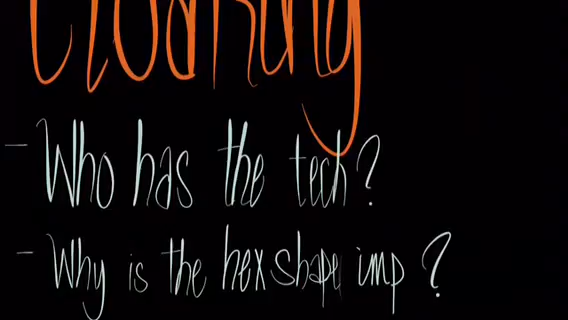 Cloaking
- Who has the tech?
- Why is the hex shape imp?